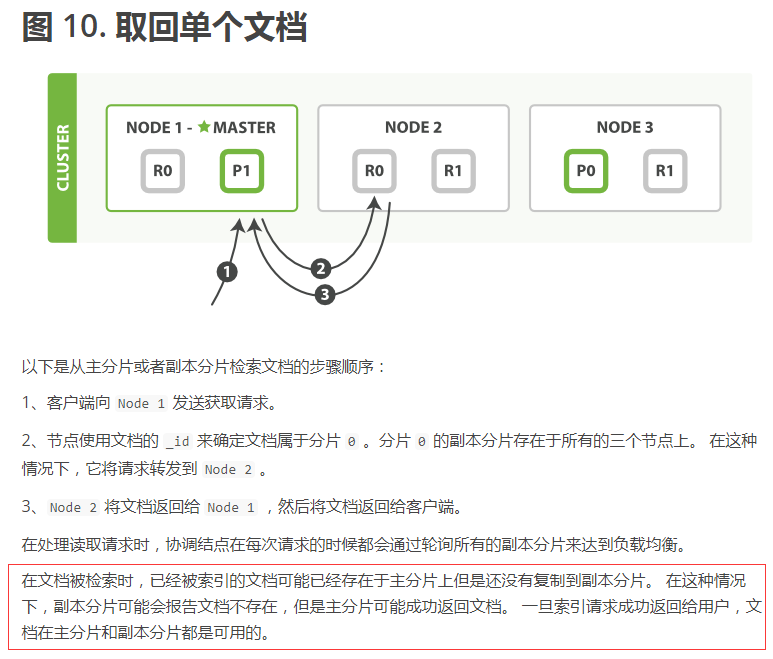 图 10. 取回单个文档
CLUSTER
NODE 1 - ★ MASTER
R0
P1
NODE 2
R0
R1
NODE 3
P0
R1
1
2
3
以下是从主分片或者副本分片检索文档的步骤顺序：
1、客户端向 Node 1 发送获取请求。
2、节点使用文档的 _id 来确定文档属于分片 0 。分片 0 的副本分片存在于所有的三个节点上。 在这种
情况下，它将请求转发到 Node 2 。
3、 Node 2 将文档返回给 Node 1 ，然后将文档返回给客户端。
在处理读取请求时，协调结点在每次请求的时候都会通过轮询所有的副本分片来达到负载均衡。
在文档被检索时，已经被索引的文档可能已经存在于主分片上但是还没有复制到副本分片。 在这种情况
下，副本分片可能会报告文档不存在，但是主分片可能成功返回文档。 一旦索引请求成功返回给用户，文
档在主分片和副本分片都是可用的。